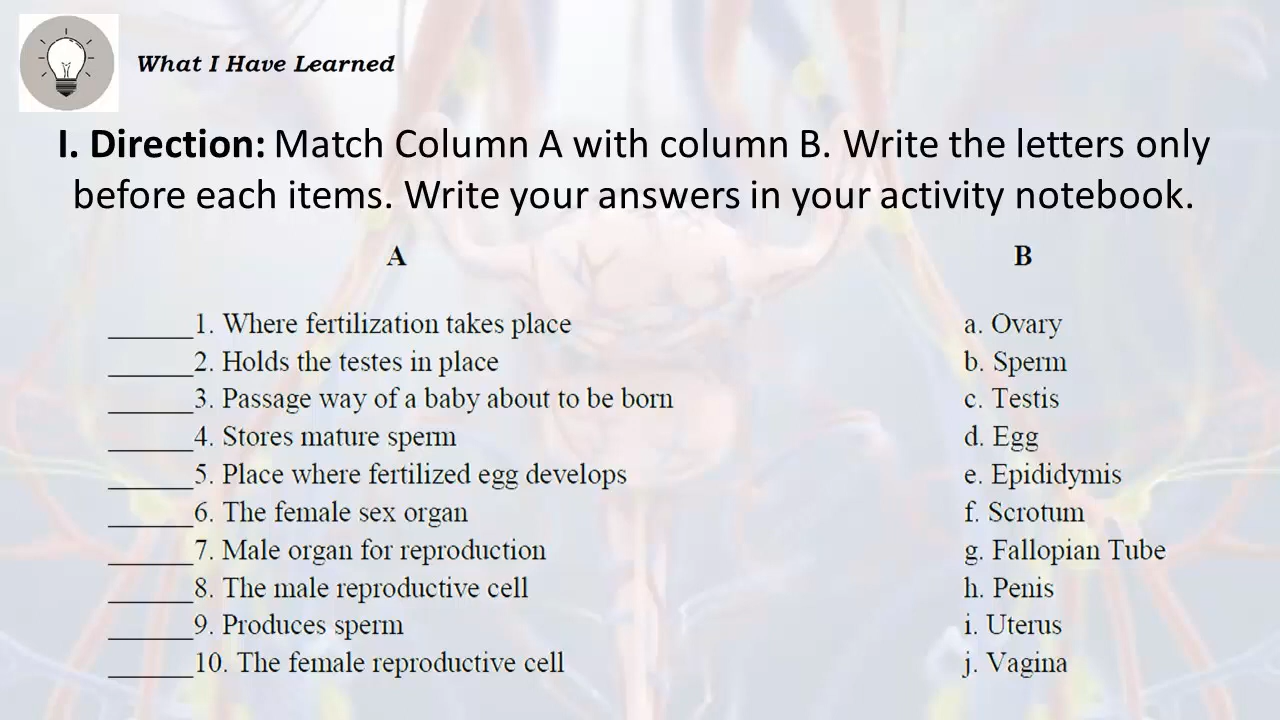 What I Have Learned
I. Direction: Match Column A with column B. Write the letters only
before each items. Write your answers in your activity notebook.
A
B
______1. Where fertilization takes place
______2. Holds the testes in place
______3. Passage way of a baby about to be born
______4. Stores mature sperm
______5. Place where fertilized egg develops
______6. The female sex organ
______7. Male organ for reproduction
______8. The male reproductive cell
______9. Produces sperm
______10. The female reproductive cell
a. Ovary
b. Sperm
c. Testis
d. Egg
e. Epididymis
f. Scrotum
g. Fallopian Tube
h. Penis
i. Uterus
j. Vagina